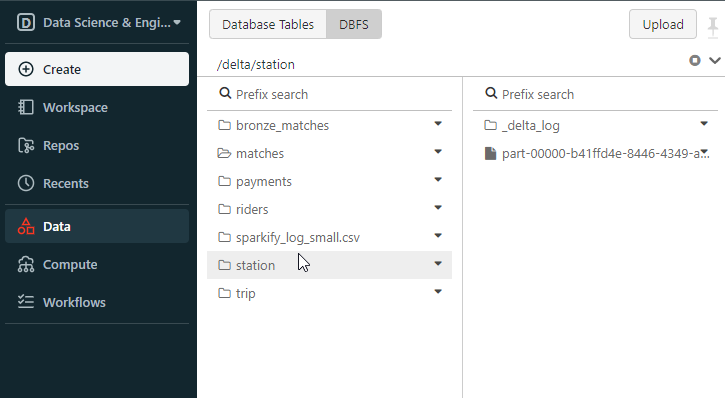 D Data Science & Engi...
Create
Workspace
Repos
Recents
Data
Compute
Workflows
Database Tables DBFS Upload
/delta/station
Prefix search
bronze_matches
matches
payments
riders
sparkify_log_small.csv
station
trip
Prefix search
_delta_log
part-00000-b41ffd4e-8446-4349-a...